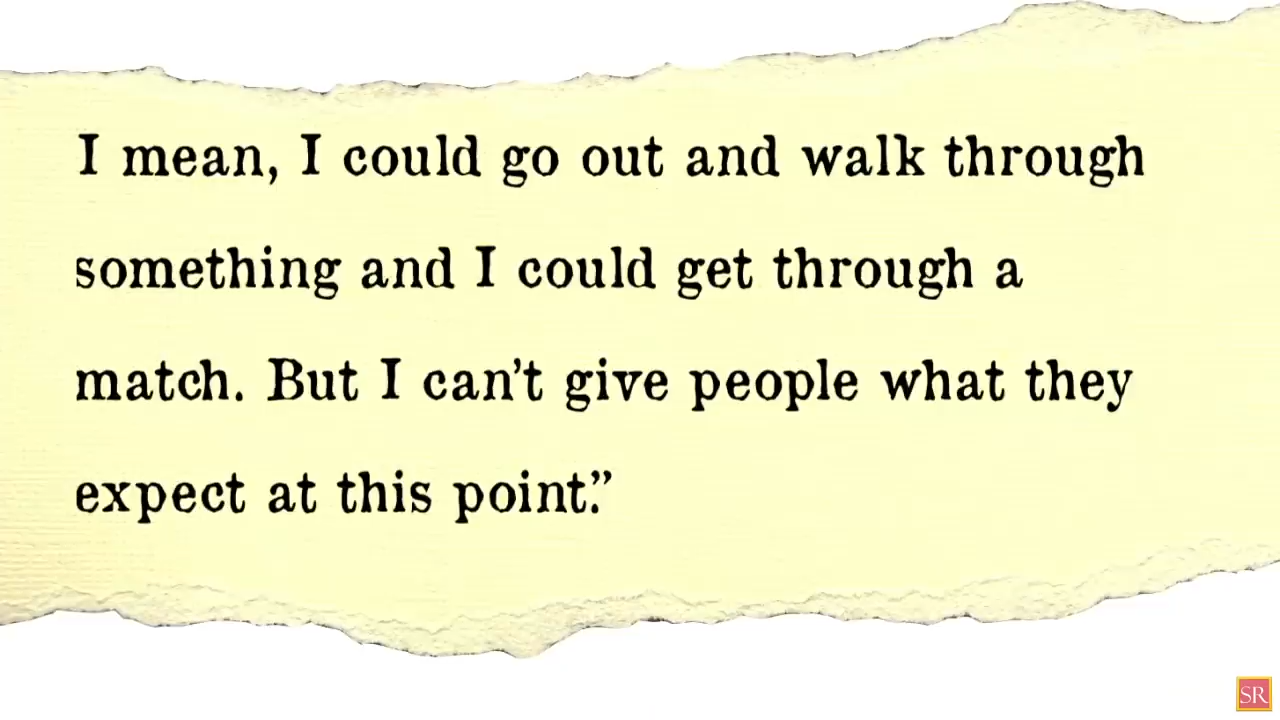 I mean, I could go out and walk through
something and I could get through a
match. But I can't give people what they
expect at this point."
SR